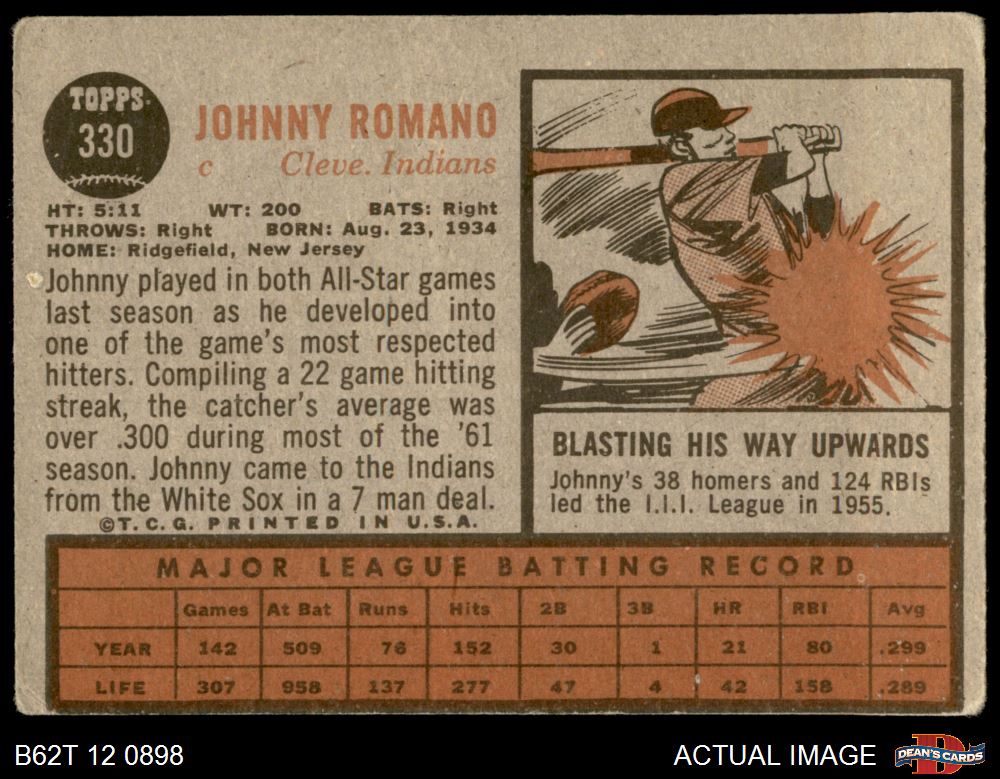 TOPPS
330
JOHNNY ROMANO
c Cleve. Indians
HT: 5:11 WT: 200 BATS: Right
THROWS: Right BORN: Aug. 23, 1934
HOME: Ridgefield, New Jersey
Johnny played in both All-Star games
last season as he developed into
one of the game's most respected
hitters. Compiling a 22 game hitting
streak, the catcher's average was
over .300 during most of the '61
season. Johnny came to the Indians
from the White Sox in a 7 man deal.
©T.C.G. PRINTED IN U.S.A.
BLASTING HIS WAY UPWARDS
Johnny's 38 homers and 124 RBIs
led the I.I.I. League in 1955.
MAJOR LEAGUE BATTING RECORD
Games At Bat Runs Hits 2B 3B HR RBI Avg
YEAR 142 509 76 152 30 1 21 80 .299
LIFE 307 958 137 277 47 4 42 158 .289
B62T 12 0898
ACTUAL IMAGE
D
DEAN'S CARDS